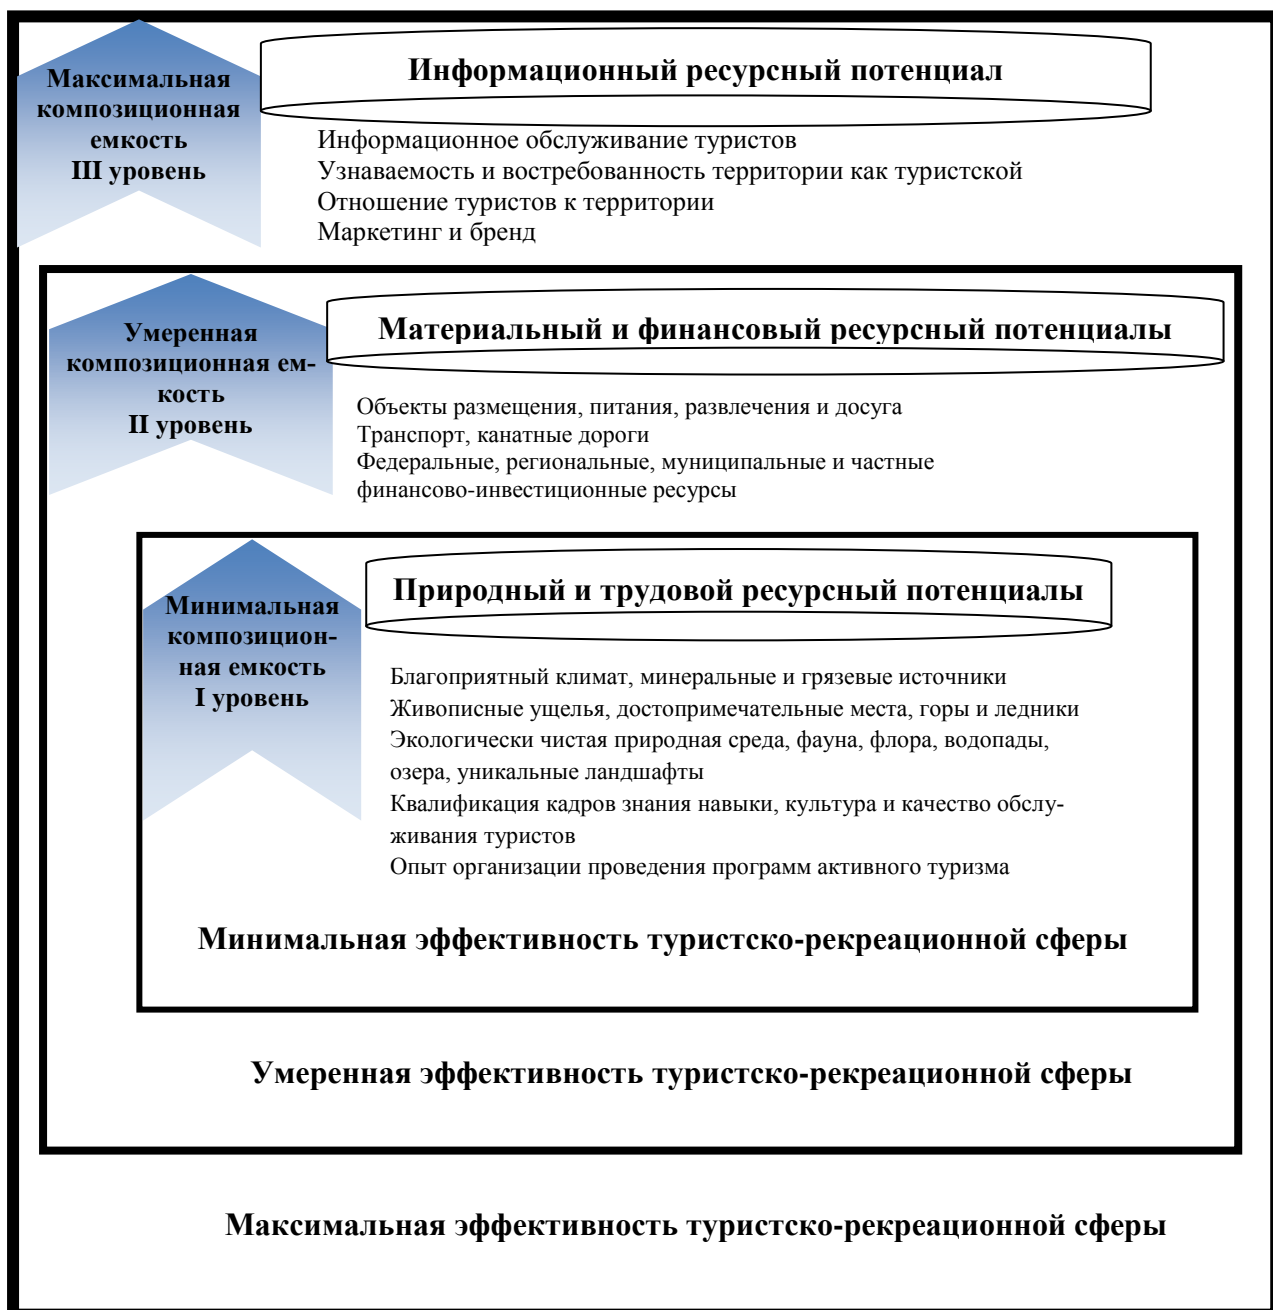 Максимальная
композиционная
емкость
III уровень
Информационный ресурсный потенциал
Информационное обслуживание туристов
Узнаваемость и востребованность территории как туристской
Отношение туристов к территории
Маркетинг и бренд
Умеренная
композиционная ем-
кость
II уровень
Материальный и финансовый ресурсный потенциалы
Объекты размещения, питания, развлечения и досуга
Транспорт, канатные дороги
Федеральные, региональные, муниципальные и частные
финансово-инвестиционные ресурсы
Минимальная
композицион-
ная емкость
I уровень
Природный и трудовой ресурсный потенциалы
Благоприятный климат, минеральные и грязевые источники
Живописные ущелья, достопримечательные места, горы и ледники
Экологически чистая природная среда, фауна, флора, водопады,
озера, уникальные ландшафты
Квалификация кадров знания навыки, культура и качество обслу-
живания туристов
Опыт организации проведения программ активного туризма
Минимальная эффективность туристско-рекреационной сферы
Умеренная эффективность туристско-рекреационной сферы
Максимальная эффективность туристско-рекреационной сферы